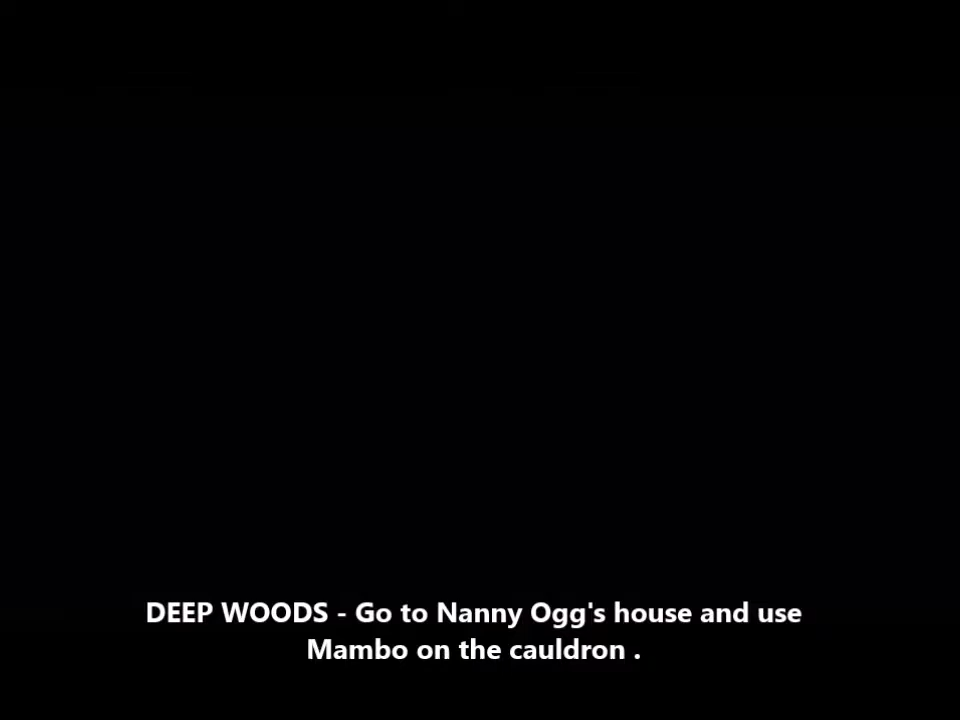 DEEP WOODS - Go to Nanny Ogg's house and use
Mambo on the cauldron .